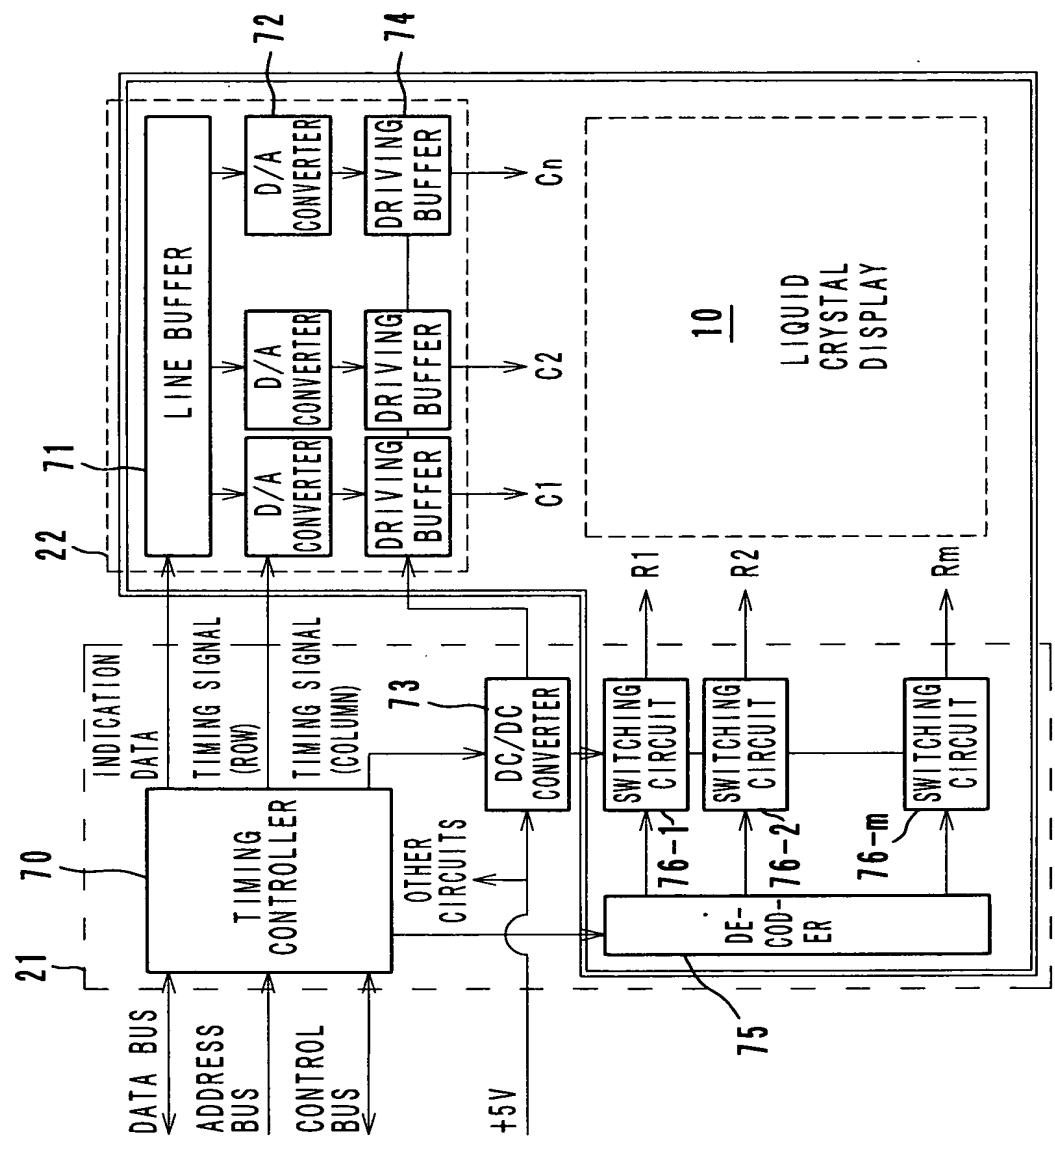 21
70
DATA BUS
ADDRESS
BUS
CONTROL
BUS
+5V
TIMING
CONTROLLER
INDICATION
DATA
TIMING SIGNAL
(ROW)
TIMING SIGNAL
(COLUMN)
OTHER
CIRCUITS
73
DC/DC
CONVERTER
22
71
LINE BUFFER
72
D/A
CONVERTER
D/A
CONVERTER
D/A
CONVERTER
74
DRIVING
BUFFER
DRIVING
BUFFER
DRIVING
BUFFER
C1
C2
Cn
75
DE-
COD-
ER
76-1
SWITCHING
CIRCUIT
R1
76-2
SWITCHING
CIRCUIT
R2
76-m
SWITCHING
CIRCUIT
Rm
10
LIQUID
CRYSTAL
DISPLAY